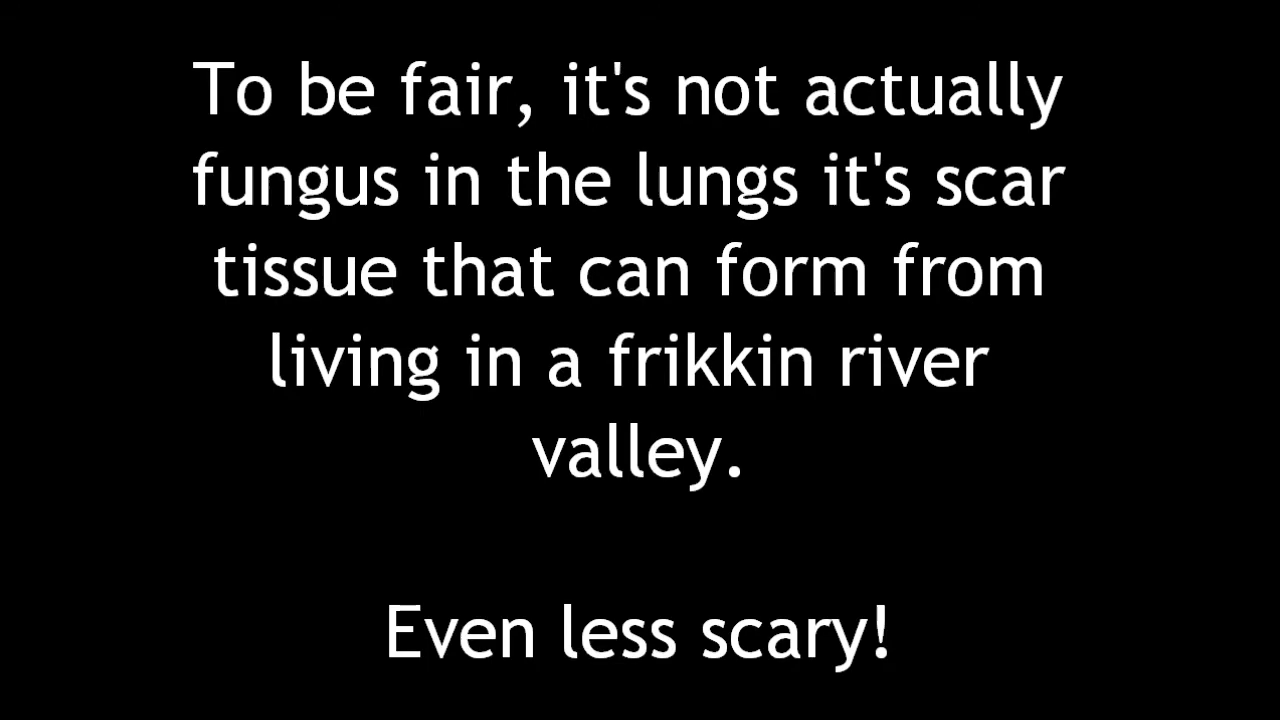 To be fair, it's not actually
fungus in the lungs it's scar
tissue that can form from
living in a frikkin river
valley.
Even less scary!